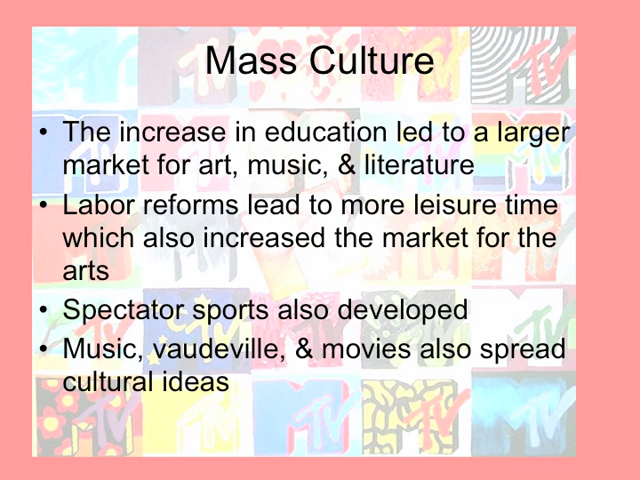 Mass Culture
• The increase in education led to a larger
market for art, music, & literature
• Labor reforms lead to more leisure time
which also increased the market for the
arts
• Spectator sports also developed
• Music, vaudeville, & movies also spread
cultural ideas